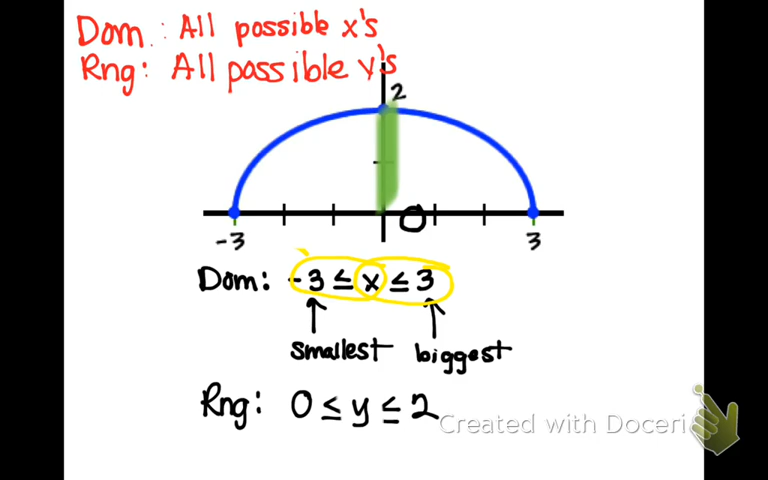 Dom: All possible x's
Rng: All possible y's
2
0
-3
3
Dom: -3 ≤ x ≤ 3
smallest biggest
Rng: 0 ≤ y ≤ 2
Created with Doceri